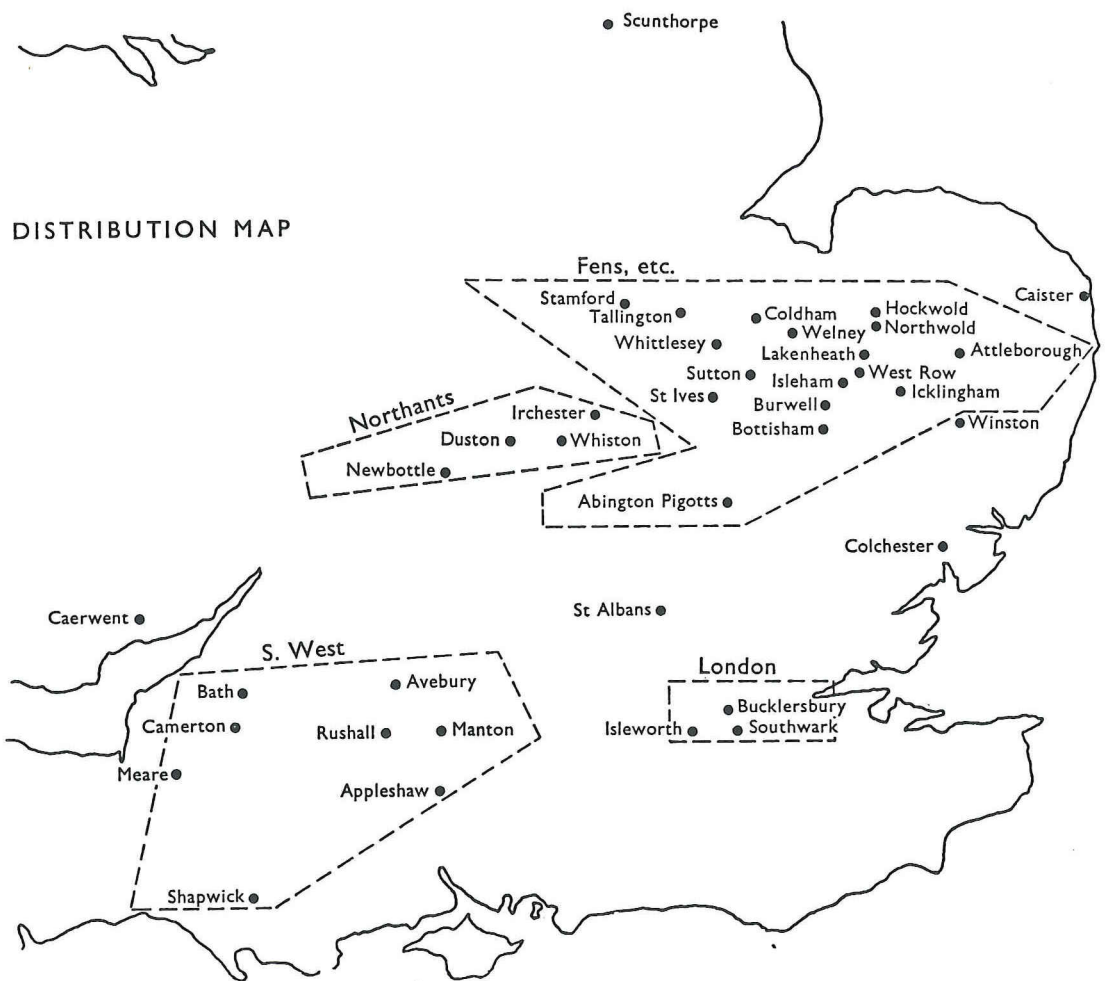 Scunthorpe
DISTRIBUTION MAP
Fens, etc.
Stamford
Tallington
Coldham
Hockwold
Caister
Welney
Northwold
Whittlesey
Lakenheath
Attleborough
Sutton
Isleham
West Row
St Ives
Burwell
Icklingham
Northants
Irchester
Bottisham
Winston
Duston
Whiston
Newbottle
Abington Pigotts
Colchester
Caerwent
St Albans
S. West
London
Bath
Avebury
Bucklersbury
Camerton
Rushall
Manton
Isleworth
Southwark
Meare
Appleshaw
Shapwick